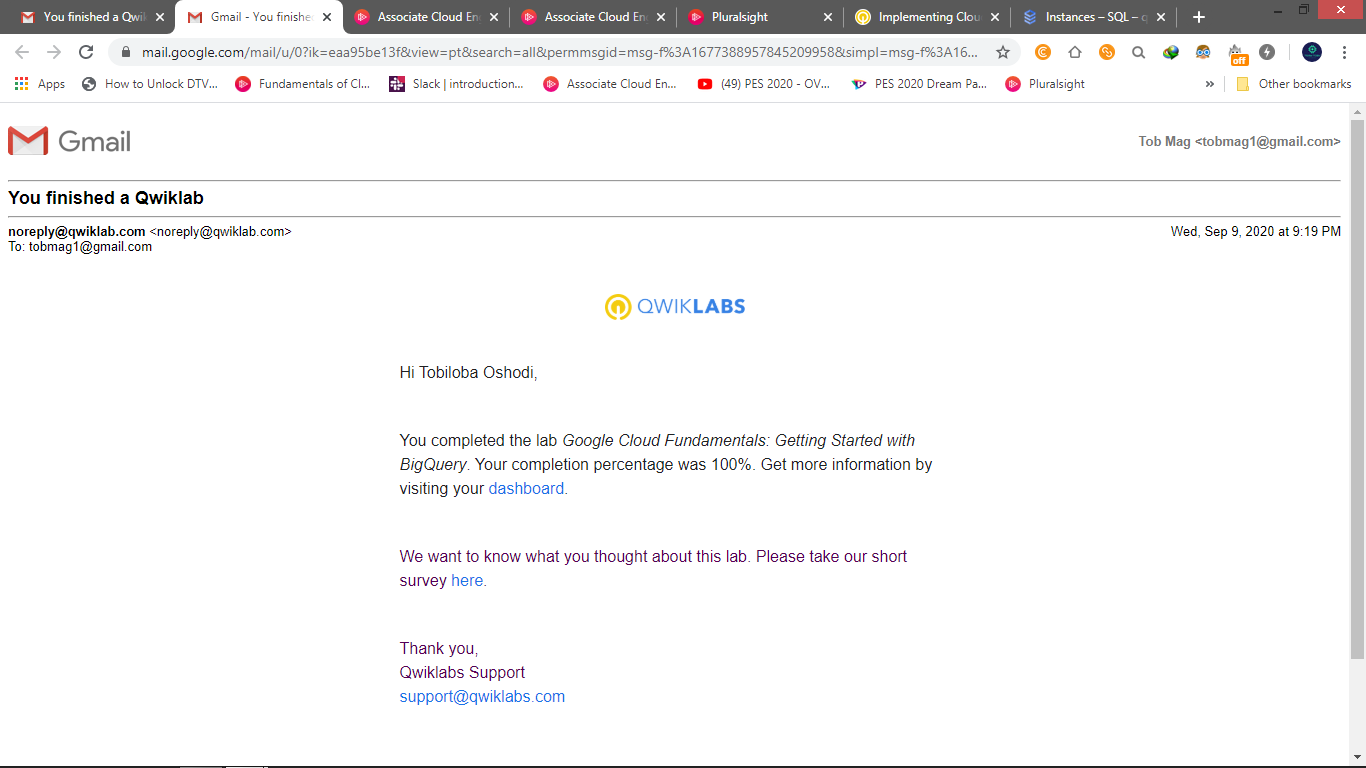 You finished a Qwi
Gmail - You finishe
Associate Cloud En
Associate Cloud En
Pluralsight
Implementing Clou
Instances – SQL – q
mail.google.com/mail/u/0?ik=eaa95be13f&view=pt&search=all&permmsgid=msg-f%3A1677388957845209958&simpl=msg-f%3A16...
off
Apps
How to Unlock DTV...
Fundamentals of Cl...
Slack | introduction...
Associate Cloud En...
(49) PES 2020 - OV...
PES 2020 Dream Pa...
Pluralsight
»
Other bookmarks
Gmail
Tob Mag <tobmag1@gmail.com>
You finished a Qwiklab
noreply@qwiklab.com <noreply@qwiklab.com>
Wed, Sep 9, 2020 at 9:19 PM
To: tobmag1@gmail.com
QWIKLABS
Hi Tobiloba Oshodi,
You completed the lab Google Cloud Fundamentals: Getting Started with
BigQuery. Your completion percentage was 100%. Get more information by
visiting your dashboard.
We want to know what you thought about this lab. Please take our short
survey here.
Thank you,
Qwiklabs Support
support@qwiklabs.com